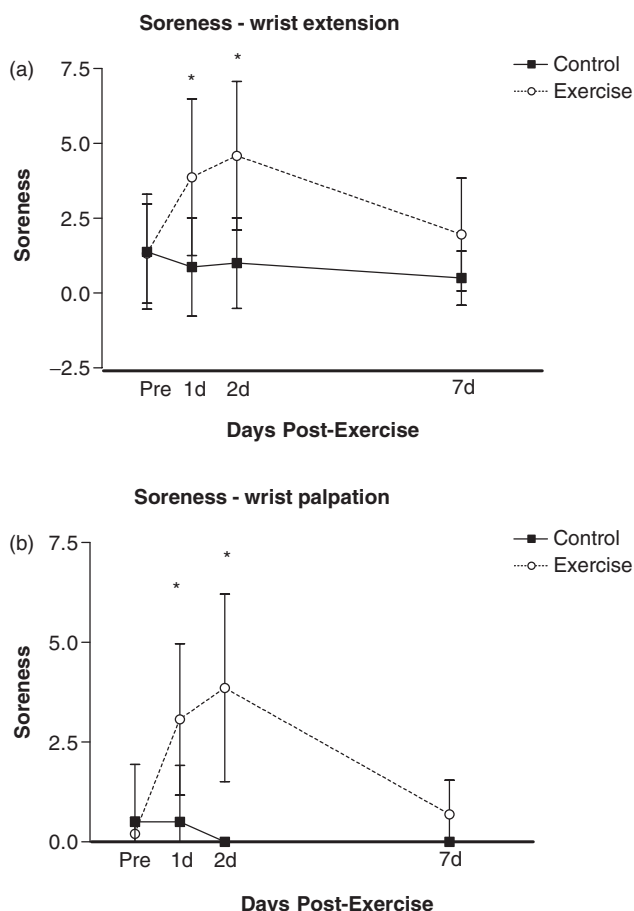 Soreness - wrist extension
(a)
Control
Exercise
7.5
*
*
5.0
2.5
0.0
−2.5
Soreness
Pre 1d 2d 7d
Days Post-Exercise
Soreness - wrist palpation
(b)
Control
Exercise
7.5
*
*
5.0
2.5
0.0
Soreness
Pre 1d 2d 7d
Days Post-Exercise